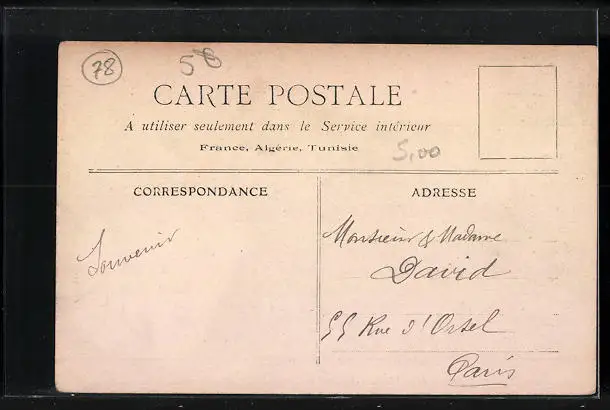 78
58
CARTE POSTALE
A utiliser seulement dans le Service intérieur
France, Algérie, Tunisie
5,00
CORRESPONDANCE
Souvenir
ADRESSE
Monsieur & Madame
David
55 Rue d'Orsel
Paris